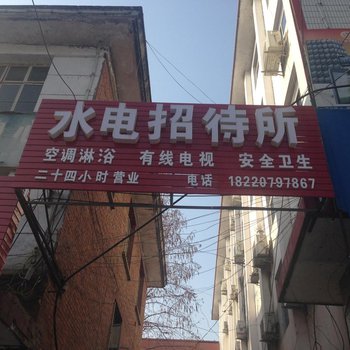 水电招待所
空调淋浴 有线电视 安全卫生
二十四小时营业 电话 18220797867